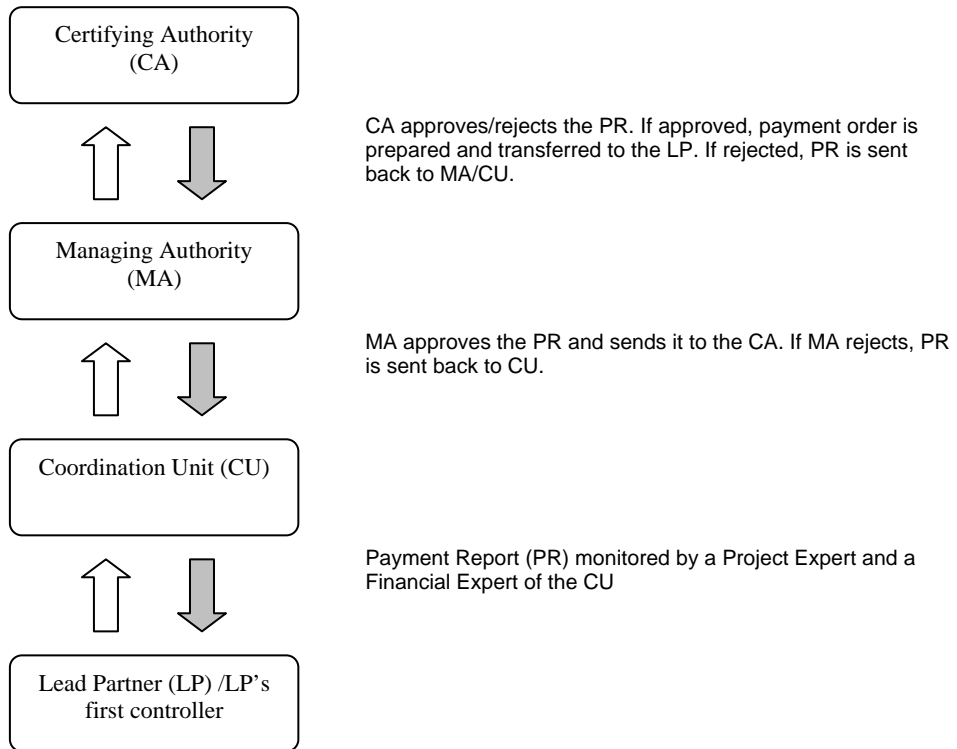 Certifying Authority
(CA)
CA approves/rejects the PR. If approved, payment order is
prepared and transferred to the LP. If rejected, PR is sent
back to MA/CU.
Managing Authority
(MA)
MA approves the PR and sends it to the CA. If MA rejects, PR
is sent back to CU.
Coordination Unit (CU)
Payment Report (PR) monitored by a Project Expert and a
Financial Expert of the CU
Lead Partner (LP) /LP’s
first controller